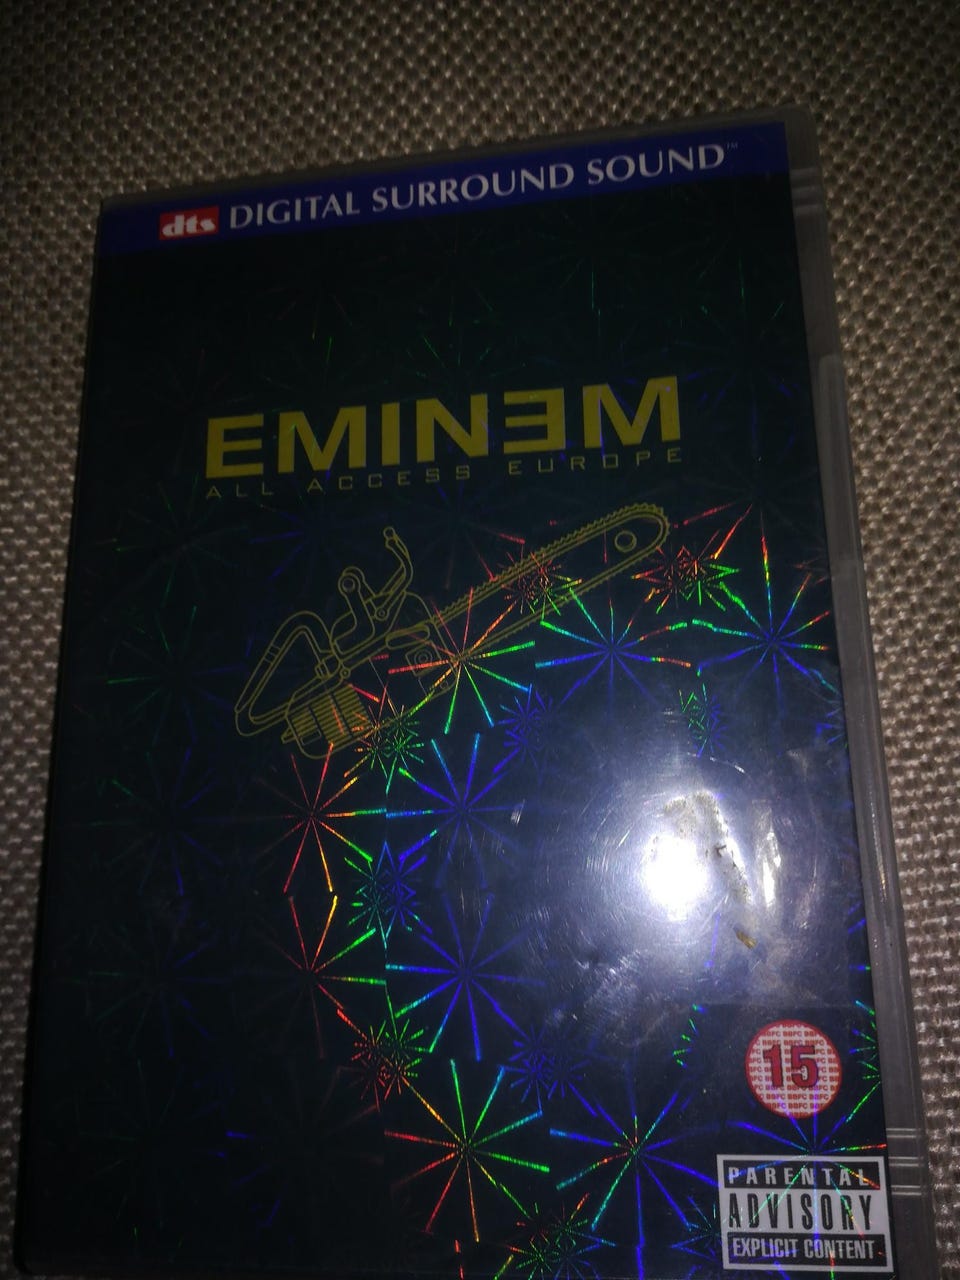 dts DIGITAL SURROUND SOUND™
EMINƎM
ALL ACCESS EUROPE
15
PARENTAL
ADVISORY
EXPLICIT CONTENT